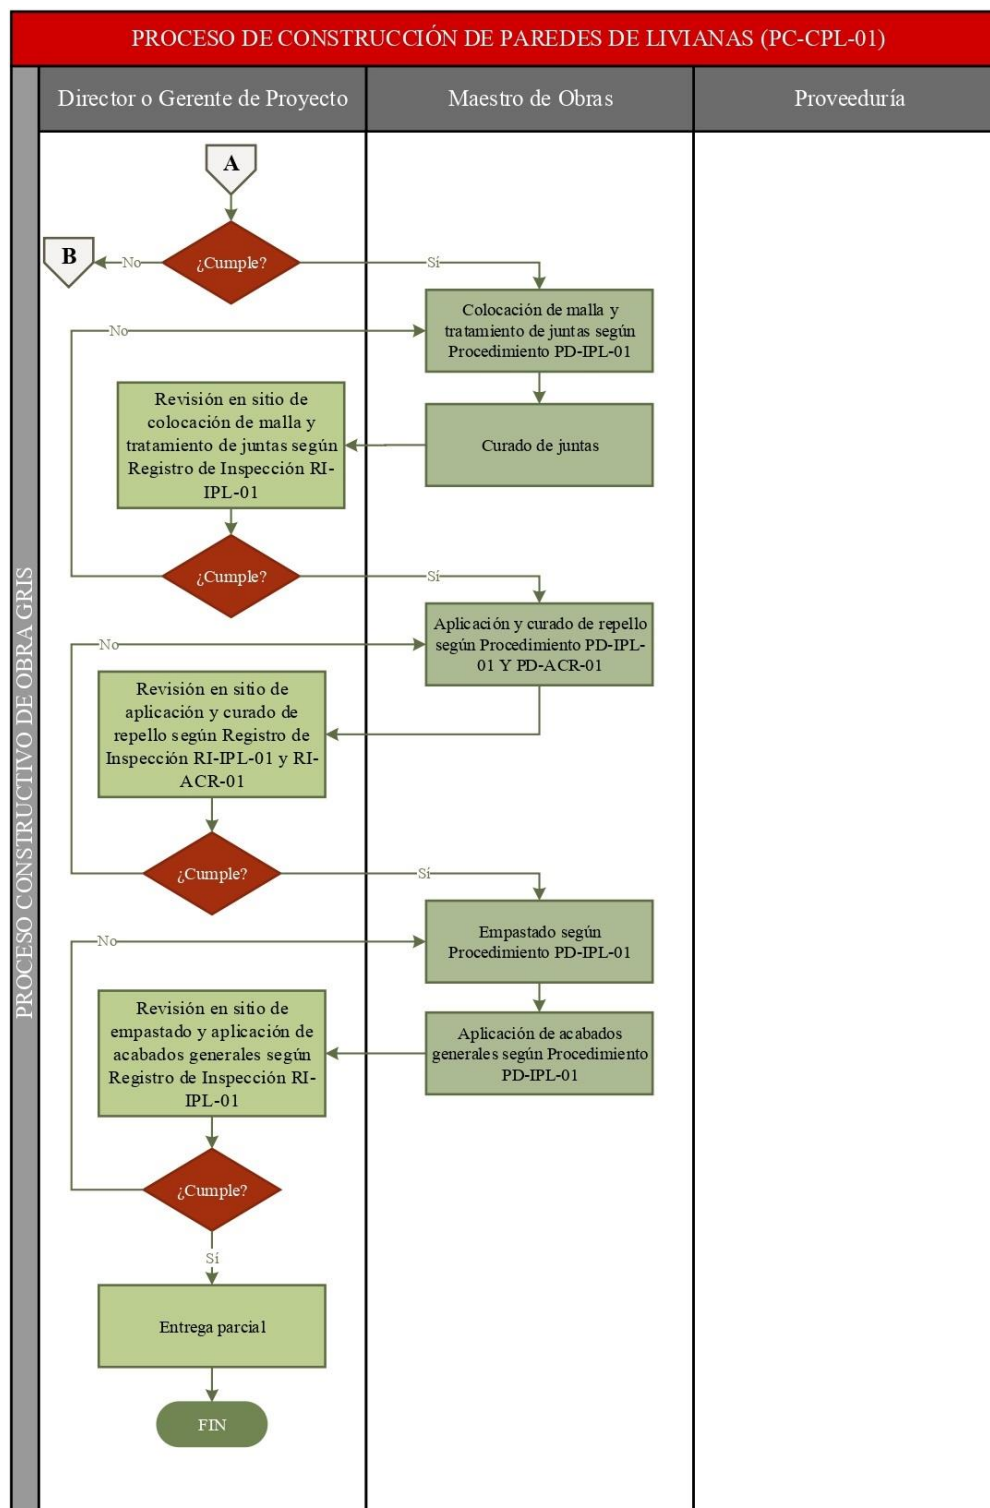 PROCESO DE CONSTRUCCIÓN DE PAREDES DE LIVIANAS (PC-CPL-01)
Director o Gerente de Proyecto
Maestro de Obras
Proveeduría
PROCESO CONSTRUCTIVO DE OBRA GRIS
A
B
No
¿Cumple?
Sí
Colocación de malla y
tratamiento de juntas según
Procedimiento PD-IPL-01
No
Revisión en sitio de
colocación de malla y
tratamiento de juntas según
Registro de Inspección RI-
IPL-01
Curado de juntas
¿Cumple?
Sí
Aplicación y curado de repello
según Procedimiento PD-IPL-
01 Y PD-ACR-01
No
Revisión en sitio de
aplicación y curado de
repello según Registro de
Inspección RI-IPL-01 y RI-
ACR-01
¿Cumple?
Sí
Empastado según
Procedimiento PD-IPL-01
No
Revisión en sitio de
empastado y aplicación de
acabados generales según
Registro de Inspección RI-
IPL-01
Aplicación de acabados
generales según Procedimiento
PD-IPL-01
¿Cumple?
Sí
Entrega parcial
FIN